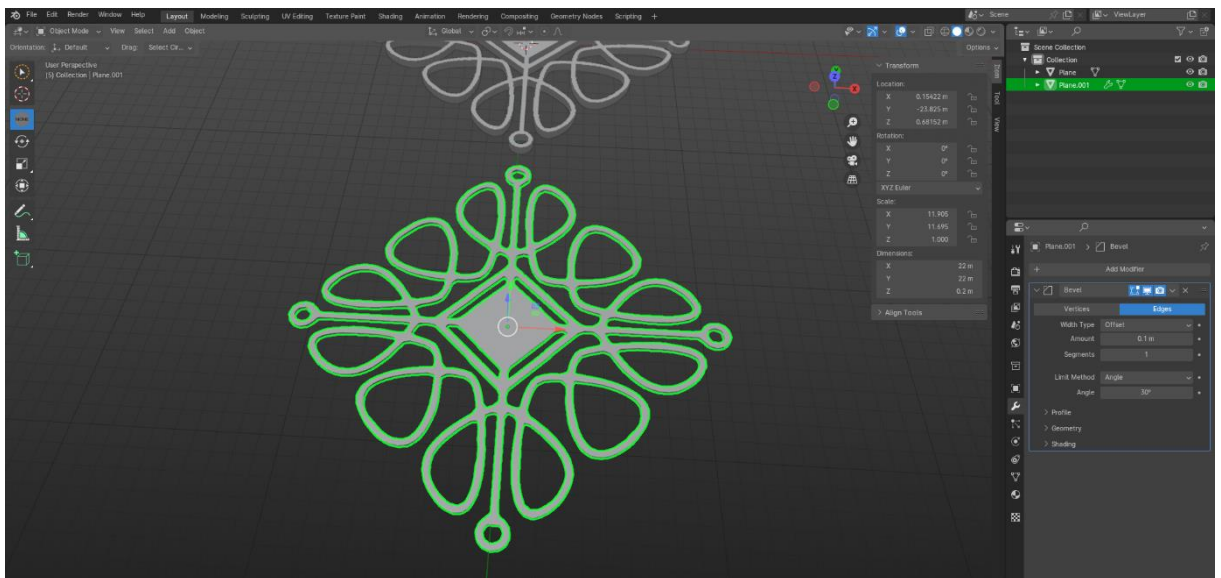 File Edit Render Window Help Layout Modeling Sculpting UV Editing Texture Paint Shading Animation Rendering Compositing Geometry Nodes Scripting + Scene ViewLayer
Object Mode View Select Add Object Global
Orientation: Default Drag: Select Cir... Options
User Perspective
(5) Collection | Plane.001
Transform
Location:
X 0.15422 m
Y -23.825 m
Z 0.68152 m
Rotation:
X 0°
Y 0°
Z 0°
XYZ Euler
Scale:
X 11.905
Y 11.695
Z 1.000
Dimensions:
X 22 m
Y 22 m
Z 0.2 m
Align Tools
Item
Tool
View
Z
X
Scene Collection
Collection
Plane
Plane.001
Plane.001 > Bevel
+ Add Modifier
Bevel
Vertices Edges
Width Type Offset
Amount 0.1 m
Segments 1
Limit Method Angle
Angle 30°
Profile
Geometry
Shading